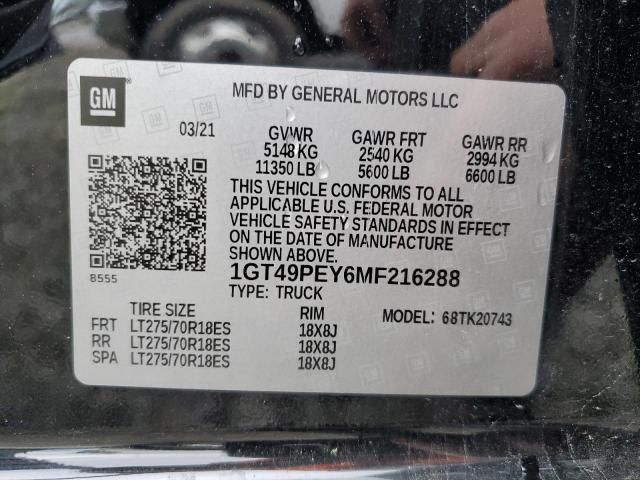 GM
MFD BY GENERAL MOTORS LLC
03/21
GVWR GAWR FRT GAWR RR
5148 KG 2540 KG 2994 KG
11350 LB 5600 LB 6600 LB
THIS VEHICLE CONFORMS TO ALL
APPLICABLE U.S. FEDERAL MOTOR
VEHICLE SAFETY STANDARDS IN EFFECT
ON THE DATE OF MANUFACTURE
SHOWN ABOVE.
8555
1GT49PEY6MF216288
TYPE: TRUCK
TIRE SIZE RIM MODEL: 68TK20743
FRT LT275/70R18ES 18X8J
RR LT275/70R18ES 18X8J
SPA LT275/70R18ES 18X8J